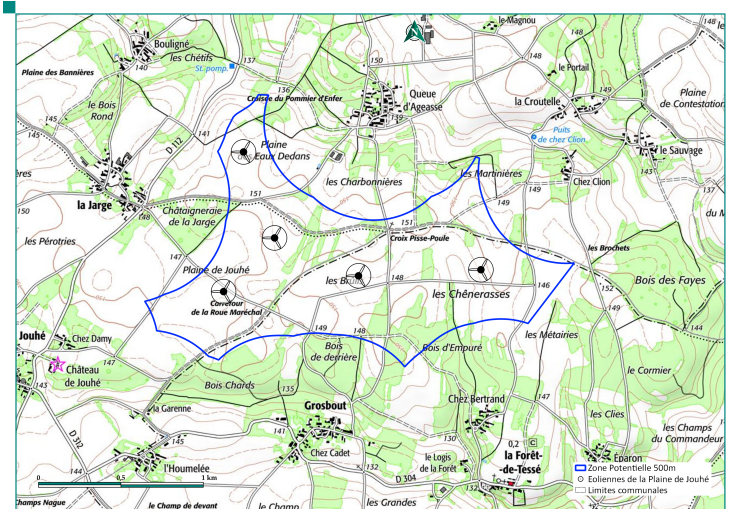 le Magnou
148
Bouligné
les Chétifs
St. pomp.
137
140
150
le Portail
Plaine des Bannières
136
Croisée du Pommier d'Enfer
Queue
d'Ageasse
la Croutelle
Plaine
de Contestation
le Bois
Rond
145
141
139
D 112
Plaine
Eaux Dedans
Puits
de chez Clion
le Sauvage
143
les Charbonnières
les Martinières
Chez Clion
la Jarge
148
151
Châtaigneraie
de la Jarge
151
149
150
les Pérotries
Croix Pisse-Poule
les Brochets
147
Plaine de Jouhé
148
les Chênerasses
146
152
Bois des Fayes
Carrefour
de la Roue Maréchal
149
149
148
144
les Métairies
Jouhé
Chez Damy
147
Château
de Jouhé
143
Bois
de derrière
Bois d'Empuré
Bois Chards
135
le Cormier
147
la Garenne
Grosbout
Chez Bertrand
les Clies
les Champs
du Commandeur
D 312
145
141
Chez Cadet
130
0,2
C
l'Houmelée
le Logis
de la Forêt
la Forêt-
de-Tessé
Éparon
144
132
D 304
132
Zone Potentielle 500m
Eoliennes de la Plaine de Jouhé
Limites communales
0
0,5
1 km
Champs Nague
le Champ de devant
les Grandes